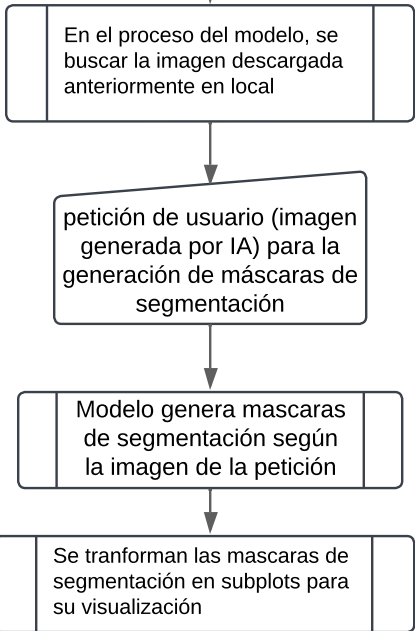 En el proceso del modelo, se
buscar la imagen descargada
anteriormente en local
petición de usuario (imagen
generada por IA) para la
generación de máscaras de
segmentación
Modelo genera mascaras
de segmentación según
la imagen de la petición
Se tranforman las mascaras de
segmentación en subplots para
su visualización